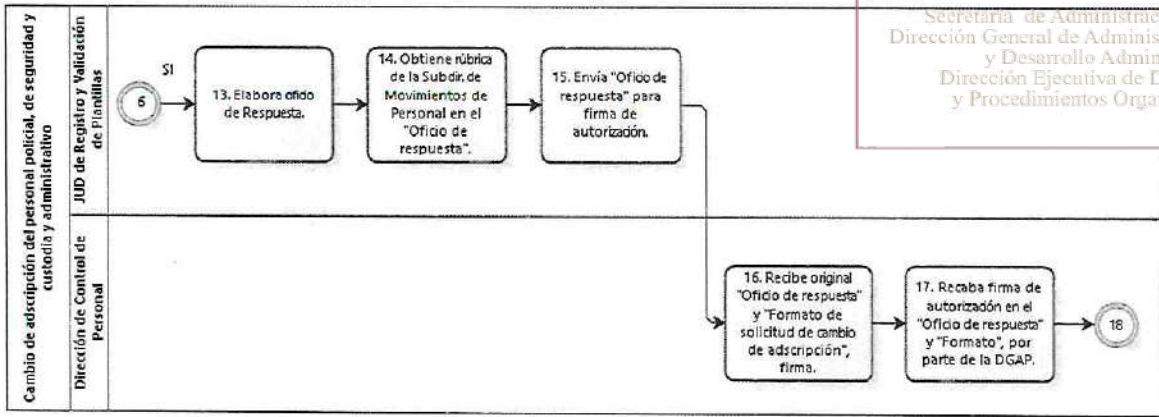 Secretaría de Administrac
Dirección General de Adminis
y Desarrollo Admin
Dirección Ejecutiva de D
y Procedimientos Orga
Cambio de adscripción del personal policial, de seguridad y
custodia y administrativo
JUD de Registro y Validación
de Plantillas
6
SI
13. Elabora oficio
de Respuesta.
14. Obtiene rúbrica
de la Subdir, de
Movimientos de
Personal en el
"Oficio de
respuesta".
15. Envía "Oficio de
respuesta" para
firma de
autorización.
Dirección de Control de
Personal
16. Recibe original
"Oficio de respuesta"
y "Formato de
solicitud de cambio
de adscripción",
firma.
17. Recaba firma de
autorización en el
"Oficio de respuesta"
y "Formato", por
parte de la DGAP.
18